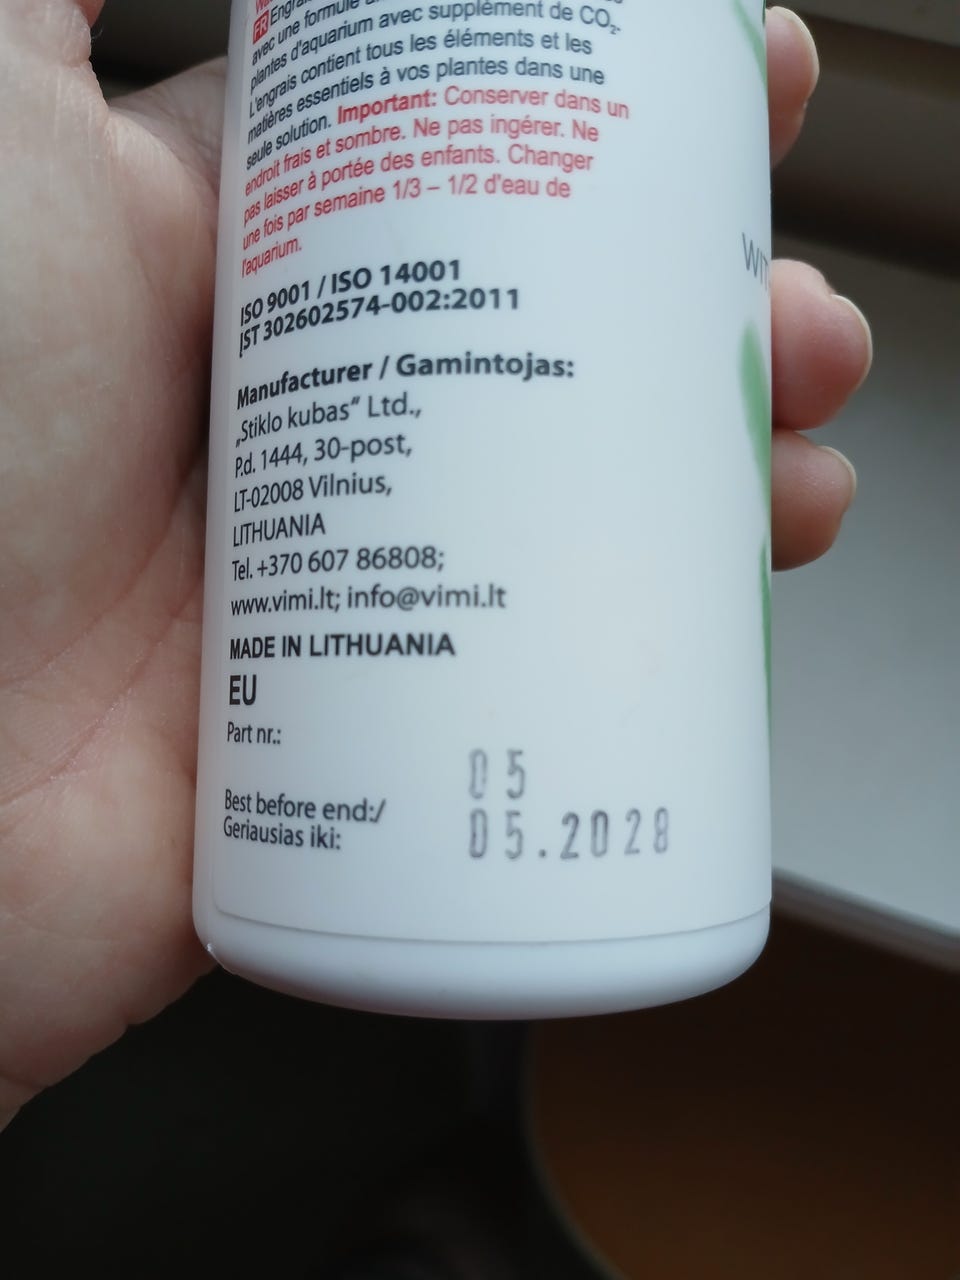 FR Engrais
avec une formule
plantes d'aquarium avec supplément de CO₂.
L'engrais contient tous les éléments et les
matières essentiels à vos plantes dans une
seule solution. Important: Conserver dans un
endroit frais et sombre. Ne pas ingérer. Ne
pas laisser à portée des enfants. Changer
une fois par semaine 1/3 – 1/2 d'eau de
l'aquarium.
ISO 9001 / ISO 14001
ĮST 302602574-002:2011
Manufacturer / Gamintojas:
„Stiklo kubas“ Ltd.,
P.d. 1444, 30-post,
LT-02008 Vilnius,
LITHUANIA
Tel. +370 607 86808;
www.vimi.lt; info@vimi.lt
MADE IN LITHUANIA
EU
Part nr.: 05
Best before end:/ 05.2028
Geriausias iki: